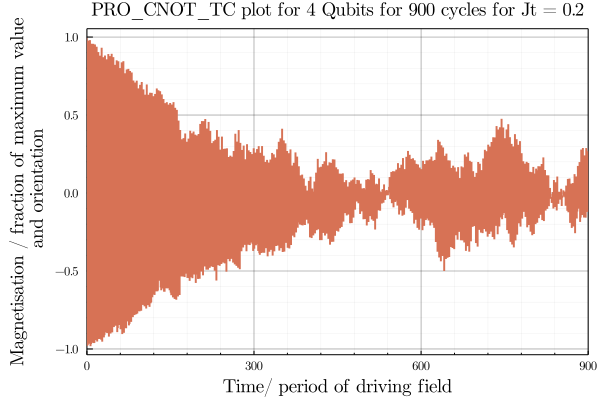 PRO_CNOT_TC plot for 4 Qubits for 900 cycles for Jt = 0.2
Magnetisation / fraction of maximum value
and orientation
1.0
0.5
0.0
−0.5
−1.0
0
300
600
900
Time/ period of driving field